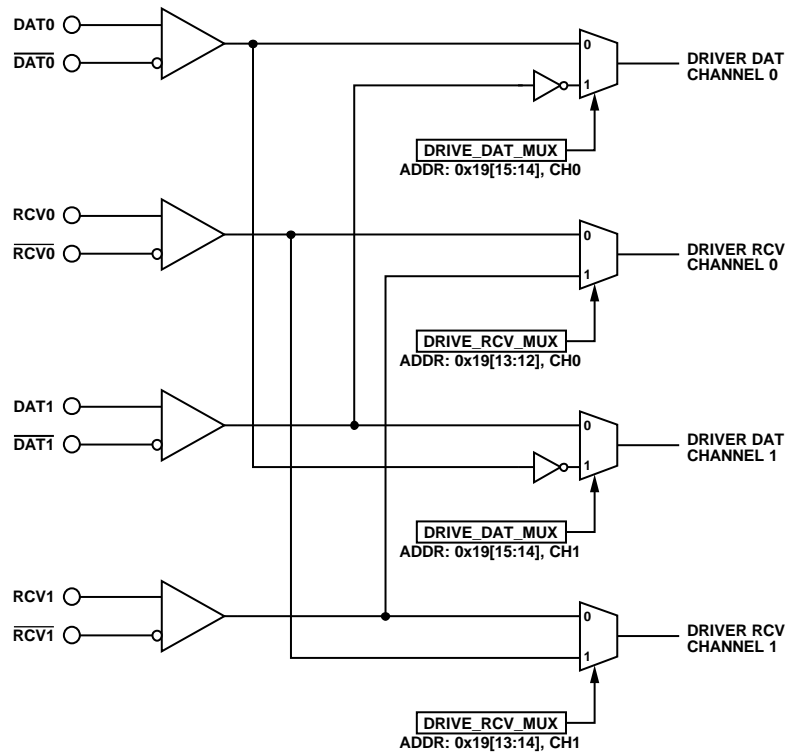 DAT0
DAT0
0
1
DRIVER DAT
CHANNEL 0
DRIVE_DAT_MUX
ADDR: 0x19[15:14], CH0
RCV0
RCV0
0
1
DRIVER RCV
CHANNEL 0
DRIVE_RCV_MUX
ADDR: 0x19[13:12], CH0
DAT1
DAT1
0
1
DRIVER DAT
CHANNEL 1
DRIVE_DAT_MUX
ADDR: 0x19[15:14], CH1
RCV1
RCV1
0
1
DRIVER RCV
CHANNEL 1
DRIVE_RCV_MUX
ADDR: 0x19[13:14], CH1